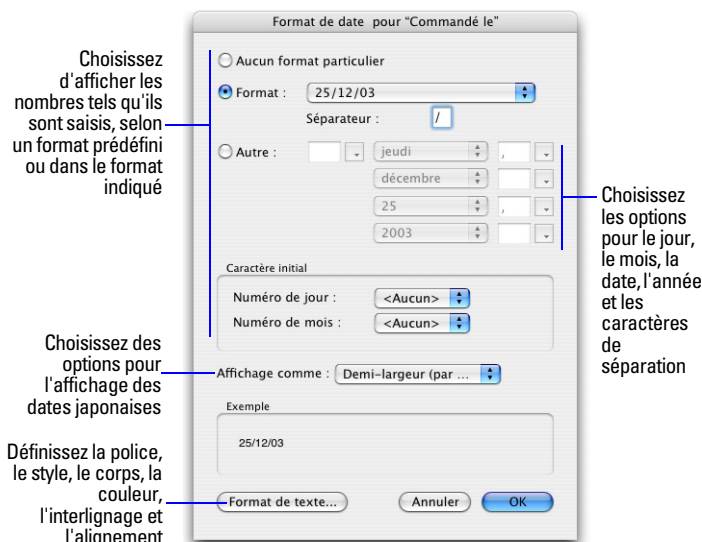 Format de date pour “Commandé le”
Choisissez
d'afficher les
nombres tels qu'ils
sont saisis, selon
un format prédéfini
ou dans le format
indiqué
Aucun format particulier
Format : 25/12/03
Séparateur : /
Autre : jeudi ,
décembre
25 ,
2003
Choisissez
les options
pour le jour,
le mois, la
date, l'année
et les
caractères
de
séparation
Caractère initial
Numéro de jour : <Aucun>
Numéro de mois : <Aucun>
Choisissez des
options pour
l'affichage des
dates japonaises
Affichage comme : Demi-largeur (par ...
Exemple
25/12/03
Définissez la police,
le style, le corps, la
couleur,
l'interlignage et
l'alignement
Format de texte... Annuler OK